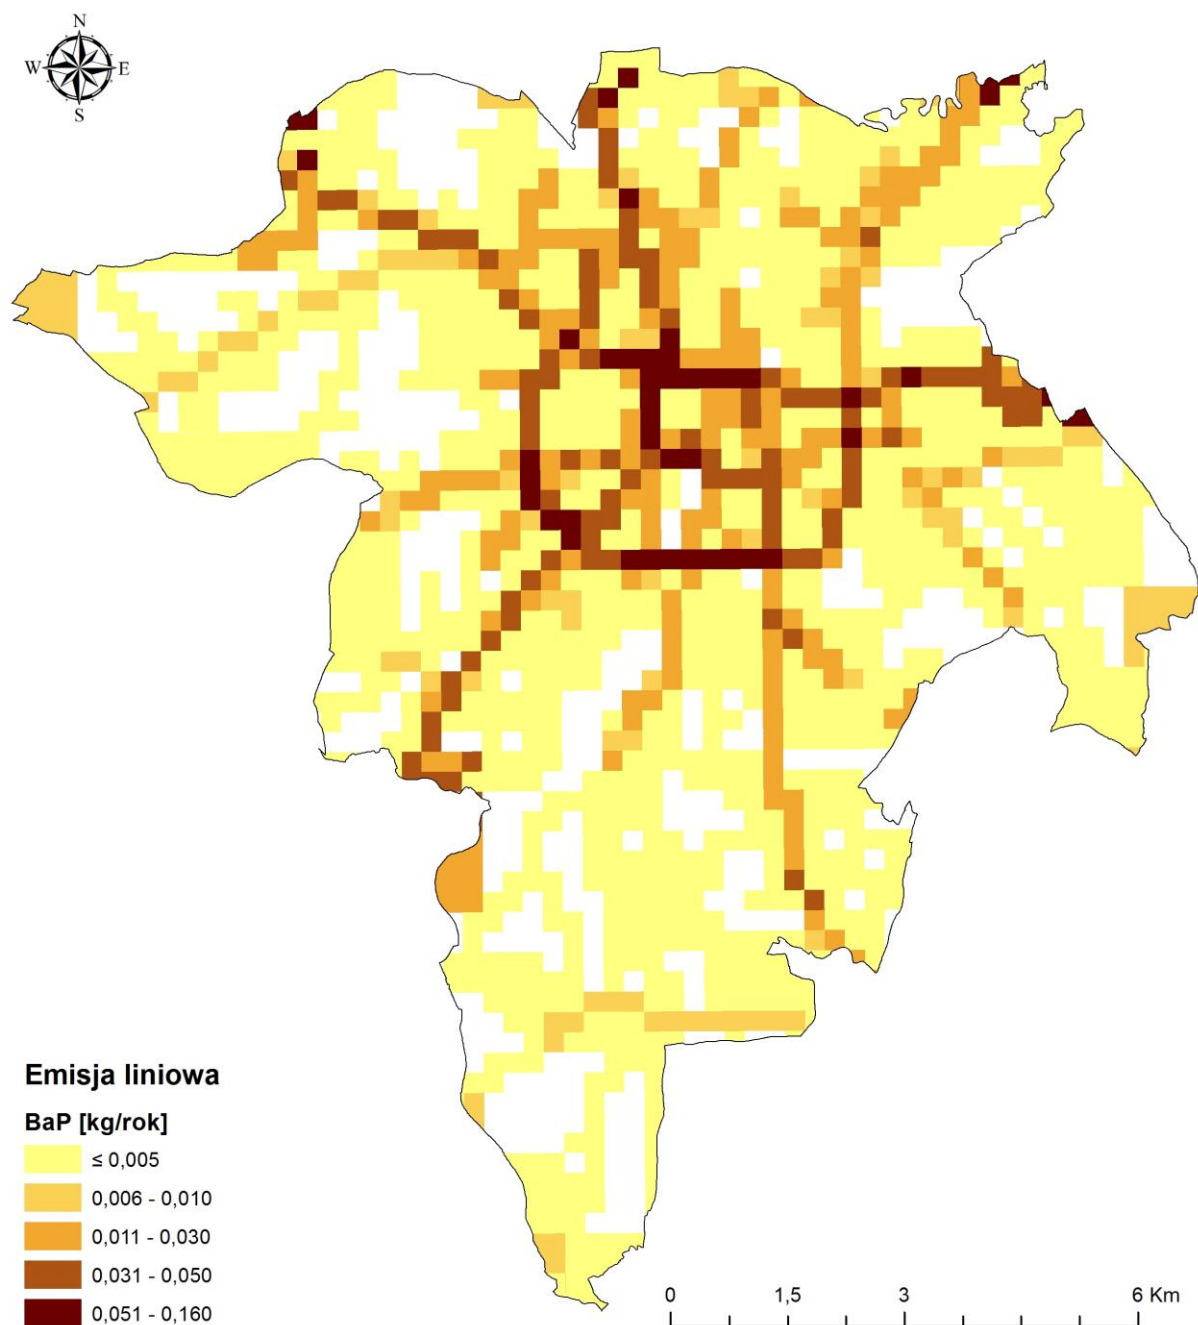 N
W E
S
Emisja liniowa
BaP [kg/rok]
≤ 0,005
0,006 - 0,010
0,011 - 0,030
0,031 - 0,050
0,051 - 0,160
0 1,5 3 6 Km